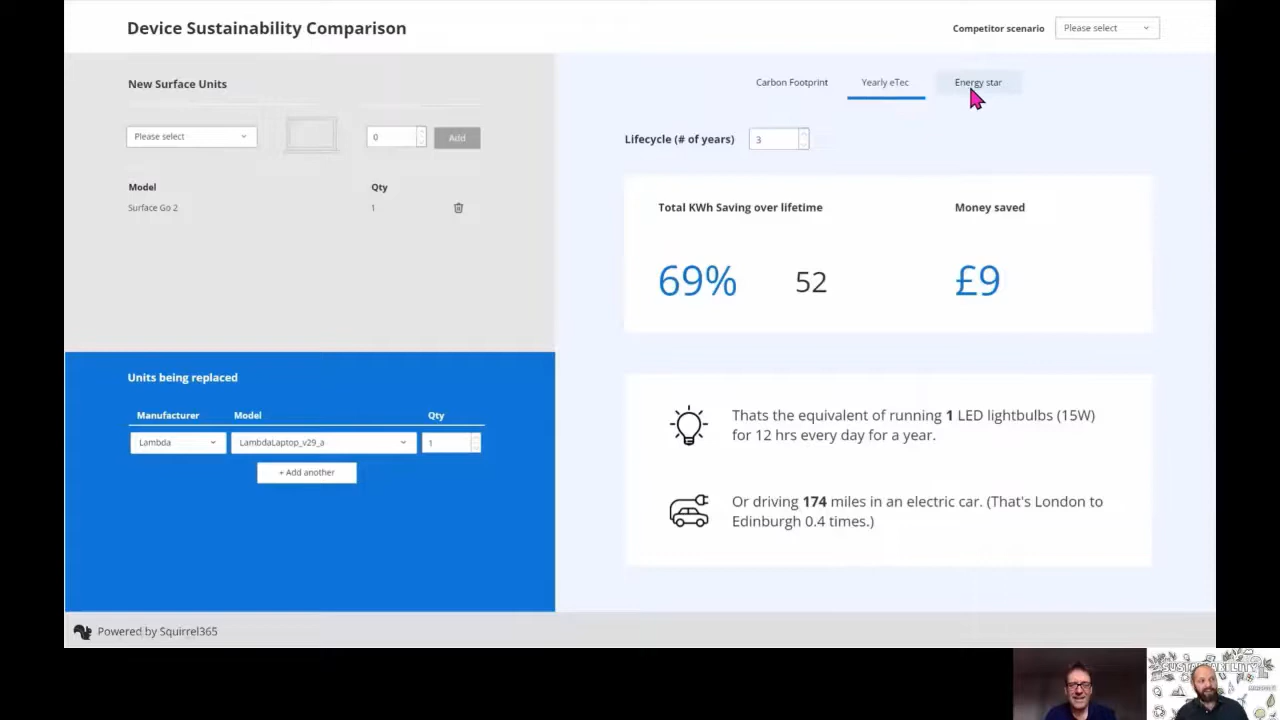 Device Sustainability Comparison
Competitor scenario
Please select
New Surface Units
Please select
0
Add
Model
Qty
Surface Go 2
1
Units being replaced
Manufacturer
Model
Qty
Lambda
LambdaLaptop_v29_a
1
+ Add another
Carbon Footprint
Yearly eTec
Energy star
Lifecycle (# of years)
3
Total KWh Saving over lifetime
Money saved
69%
52
£9
Thats the equivalent of running 1 LED lightbulbs (15W)
for 12 hrs every day for a year.
Or driving 174 miles in an electric car. (That's London to
Edinburgh 0.4 times.)
Powered by Squirrel365
SUSTAINABILITY